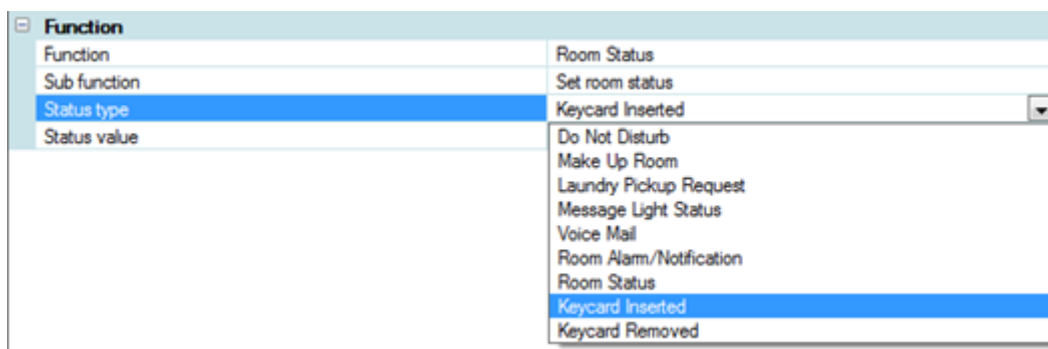 Function
Function Room Status
Sub function Set room status
Status type Keycard Inserted
Status value
Do Not Disturb
Make Up Room
Laundry Pickup Request
Message Light Status
Voice Mail
Room Alarm/Notification
Room Status
Keycard Inserted
Keycard Removed